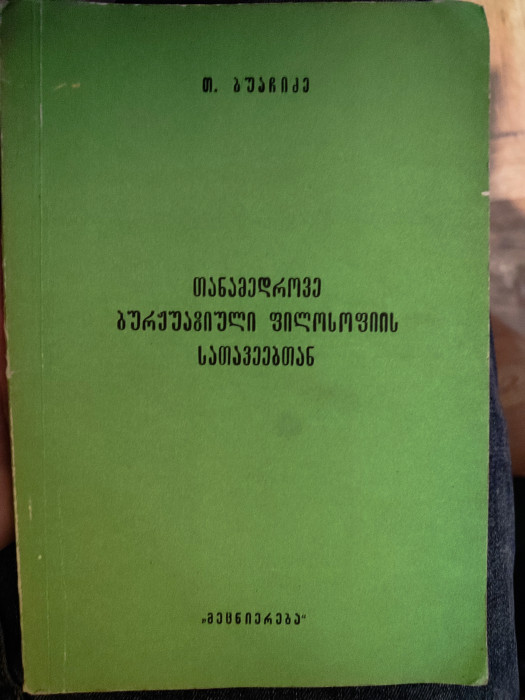 თ. ბუაჩიძე
თანამედროვე
ბურჟუაზიული ფილოსოფიის
სათავეებთან
„მეცნიერება“